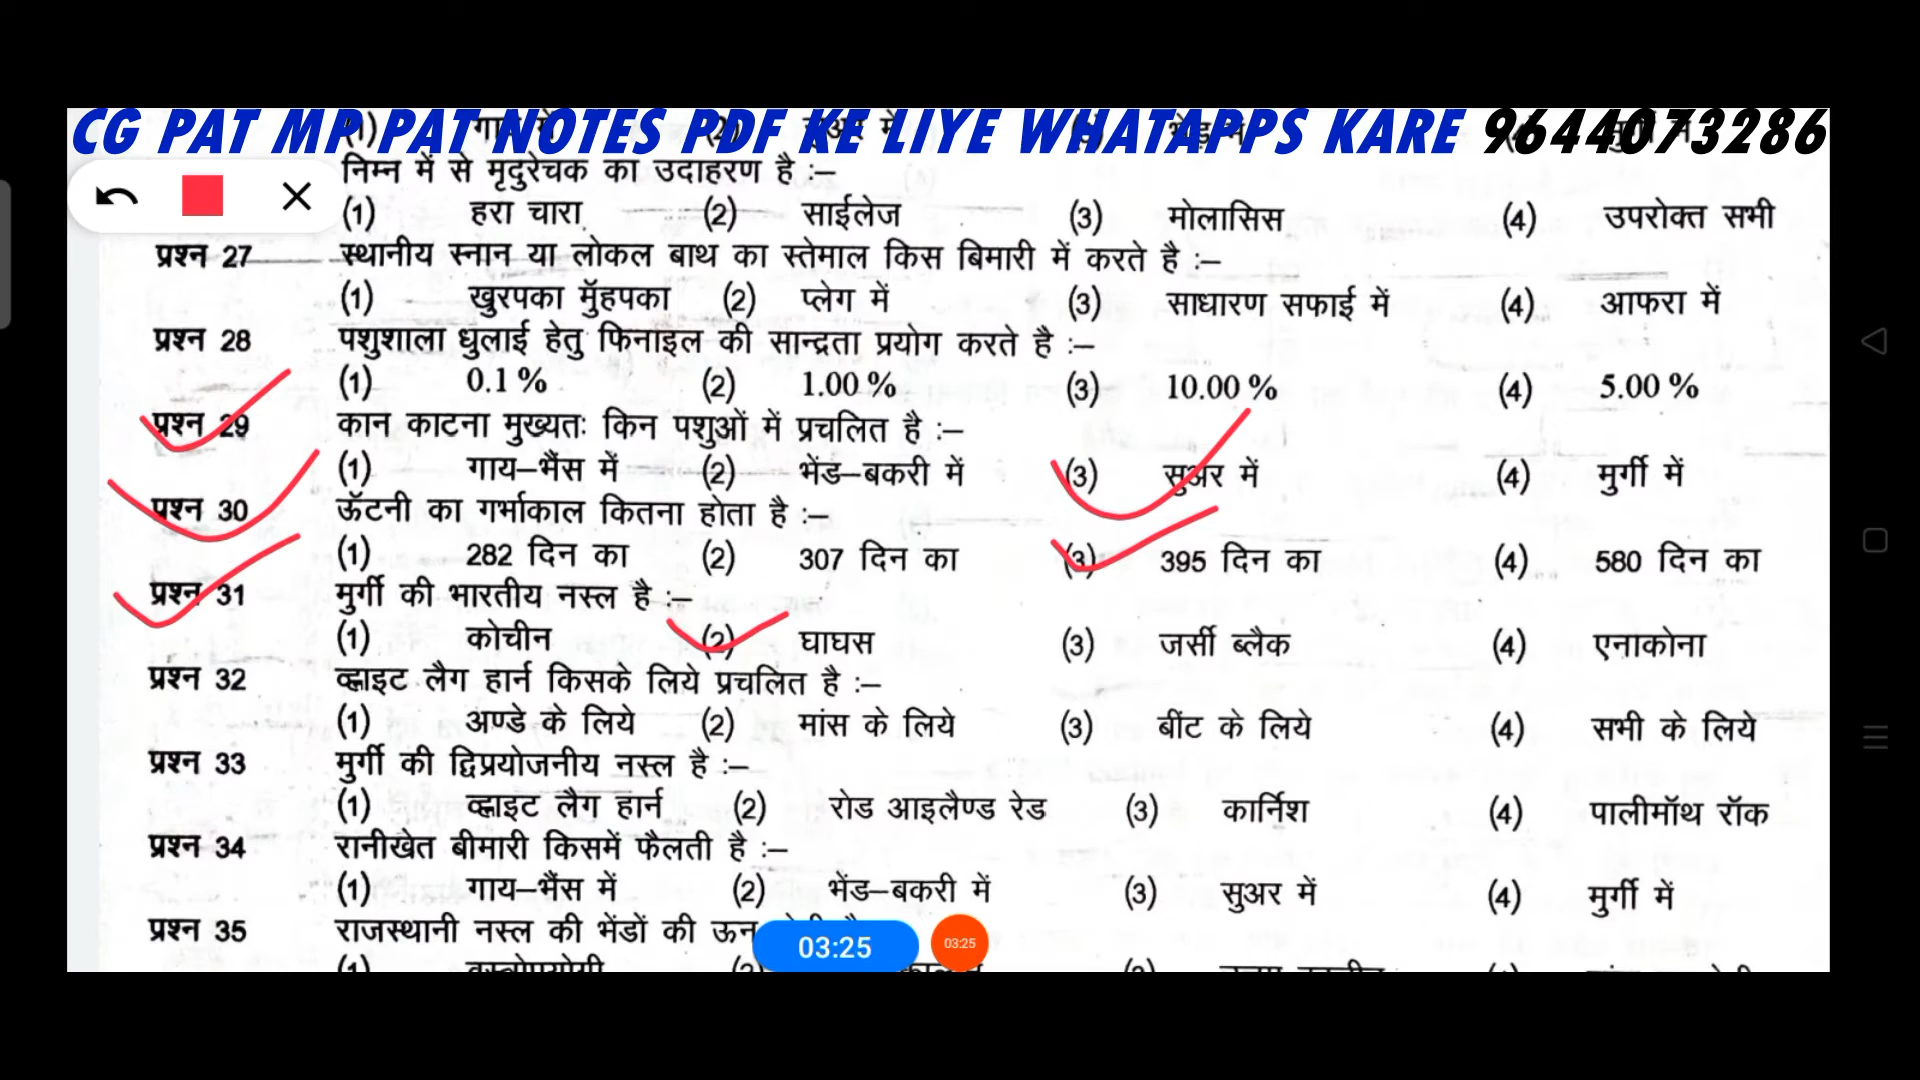 CG PAT MP PAT NOTES PDF KE LIYE WHATAPPS KARE 9644073286
निम्न में से मृदुरेचक का उदाहरण है :–
(1) हरा चारा (2) साईलेज (3) मोलासिस (4) उपरोक्त सभी
प्रश्न 27 स्थानीय स्नान या लोकल बाथ का स्तेमाल किस बिमारी में करते है :–
(1) खुरपका मुॅहपका (2) प्लेग में (3) साधारण सफाई में (4) आफरा में
प्रश्न 28 पशुशाला धुलाई हेतु फिनाइल की सान्द्रता प्रयोग करते है :–
(1) 0.1 % (2) 1.00 % (3) 10.00 % (4) 5.00 %
प्रश्न 29 कान काटना मुख्यतः किन पशुओं में प्रचलित है :–
(1) गाय–भैंस में (2) भेंड–बकरी में (3) सुअर में (4) मुर्गी में
प्रश्न 30 ऊॅटनी का गर्भाकाल कितना होता है :–
(1) 282 दिन का (2) 307 दिन का (3) 395 दिन का (4) 580 दिन का
प्रश्न 31 मुर्गी की भारतीय नस्ल है :–
(1) कोचीन (2) घाघस (3) जर्सी ब्लैक (4) एनाकोना
प्रश्न 32 व्हाइट लैग हार्न किसके लिये प्रचलित है :–
(1) अण्डे के लिये (2) मांस के लिये (3) बींट के लिये (4) सभी के लिये
प्रश्न 33 मुर्गी की द्विप्रयोजनीय नस्ल है :–
(1) व्हाइट लैग हार्न (2) रोड आइलैण्ड रेड (3) कार्निश (4) पालीमॉथ रॉक
प्रश्न 34 रानीखेत बीमारी किसमें फैलती है :–
(1) गाय–भैंस में (2) भेंड–बकरी में (3) सुअर में (4) मुर्गी में
प्रश्न 35 राजस्थानी नस्ल की भेंडों की ऊन
03:25 03:25